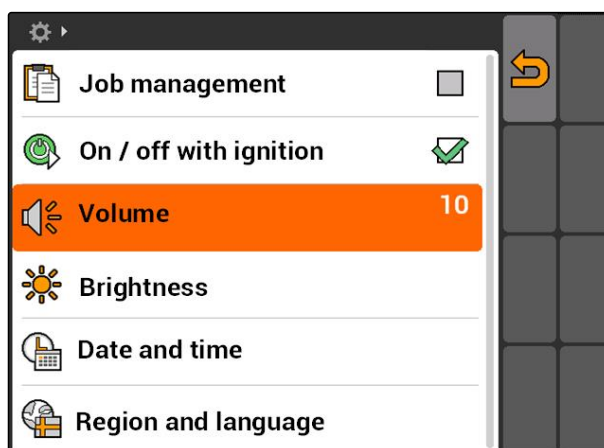 Job management
On / off with ignition
Volume 10
Brightness
Date and time
Region and language